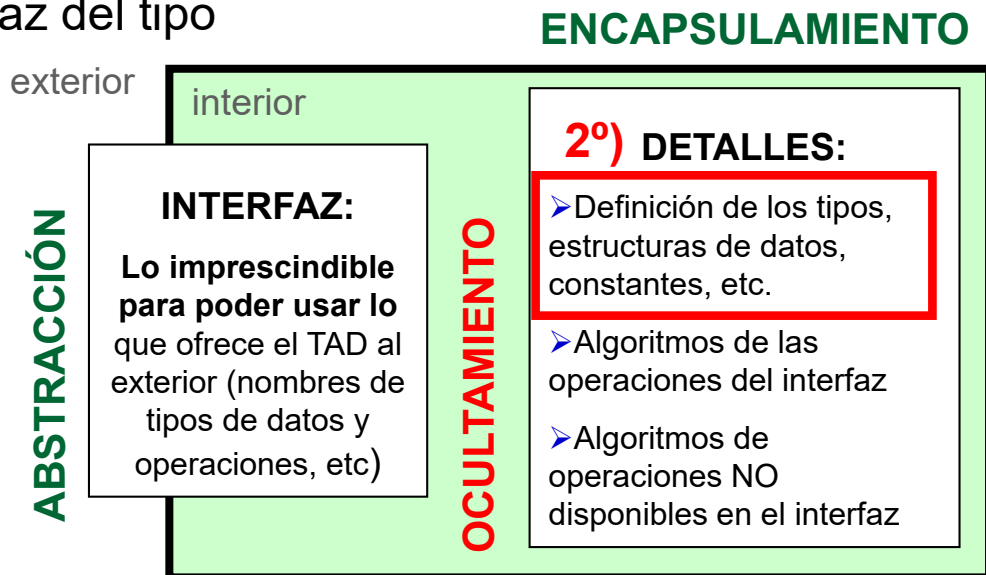 az del tipo
ENCAPSULAMIENTO
exterior
interior
ABSTRACCIÓN
INTERFAZ:
Lo imprescindible
para poder usar lo
que ofrece el TAD al
exterior (nombres de
tipos de datos y
operaciones, etc)
OCULTAMIENTO
2º) DETALLES:
➢Definición de los tipos,
estructuras de datos,
constantes, etc.
➢Algoritmos de las
operaciones del interfaz
➢Algoritmos de
operaciones NO
disponibles en el interfaz